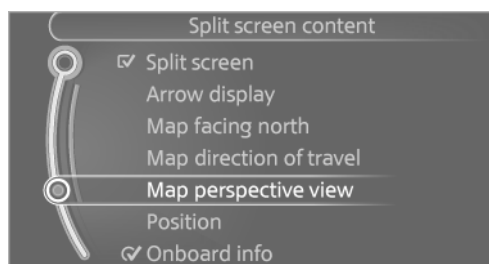 Split screen content
Split screen
Arrow display
Map facing north
Map direction of travel
Map perspective view
Position
Onboard info